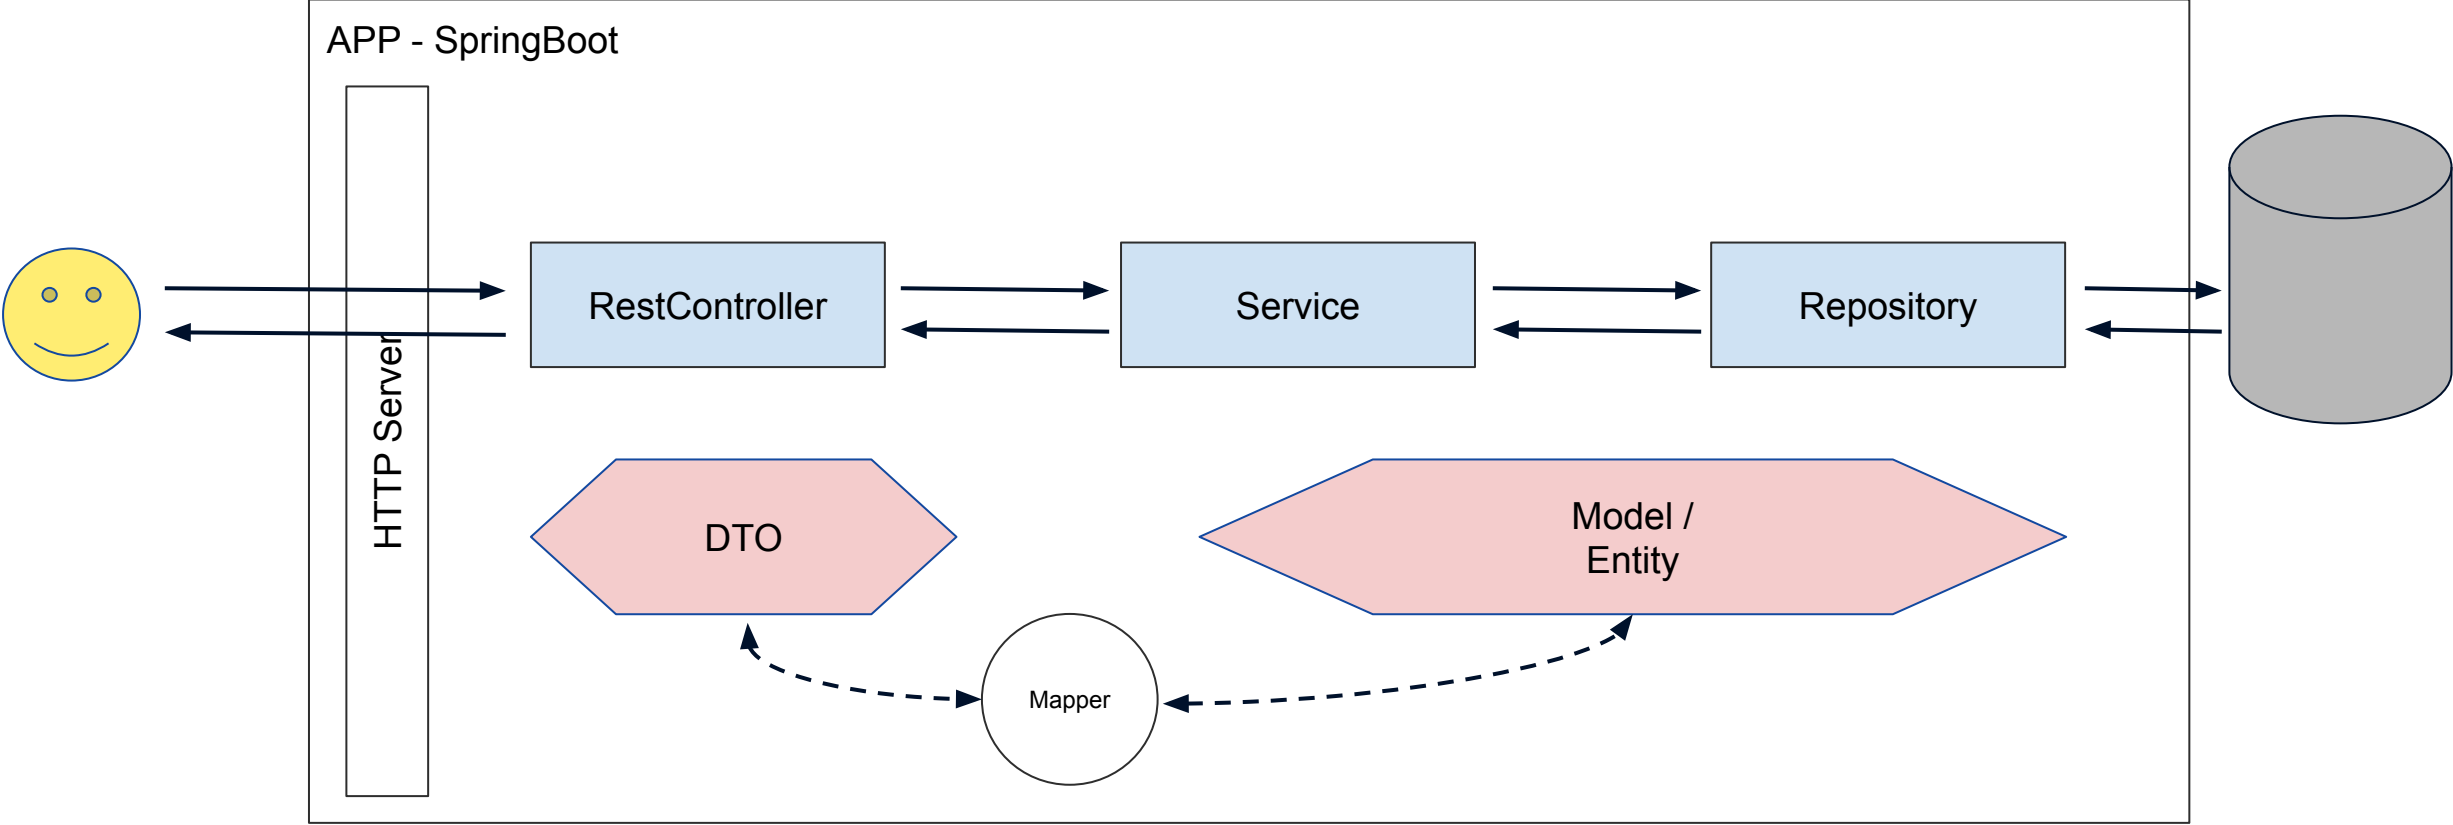 APP - SpringBoot
HTTP Server
RestController
Service
Repository
DTO
Model /
Entity
Mapper